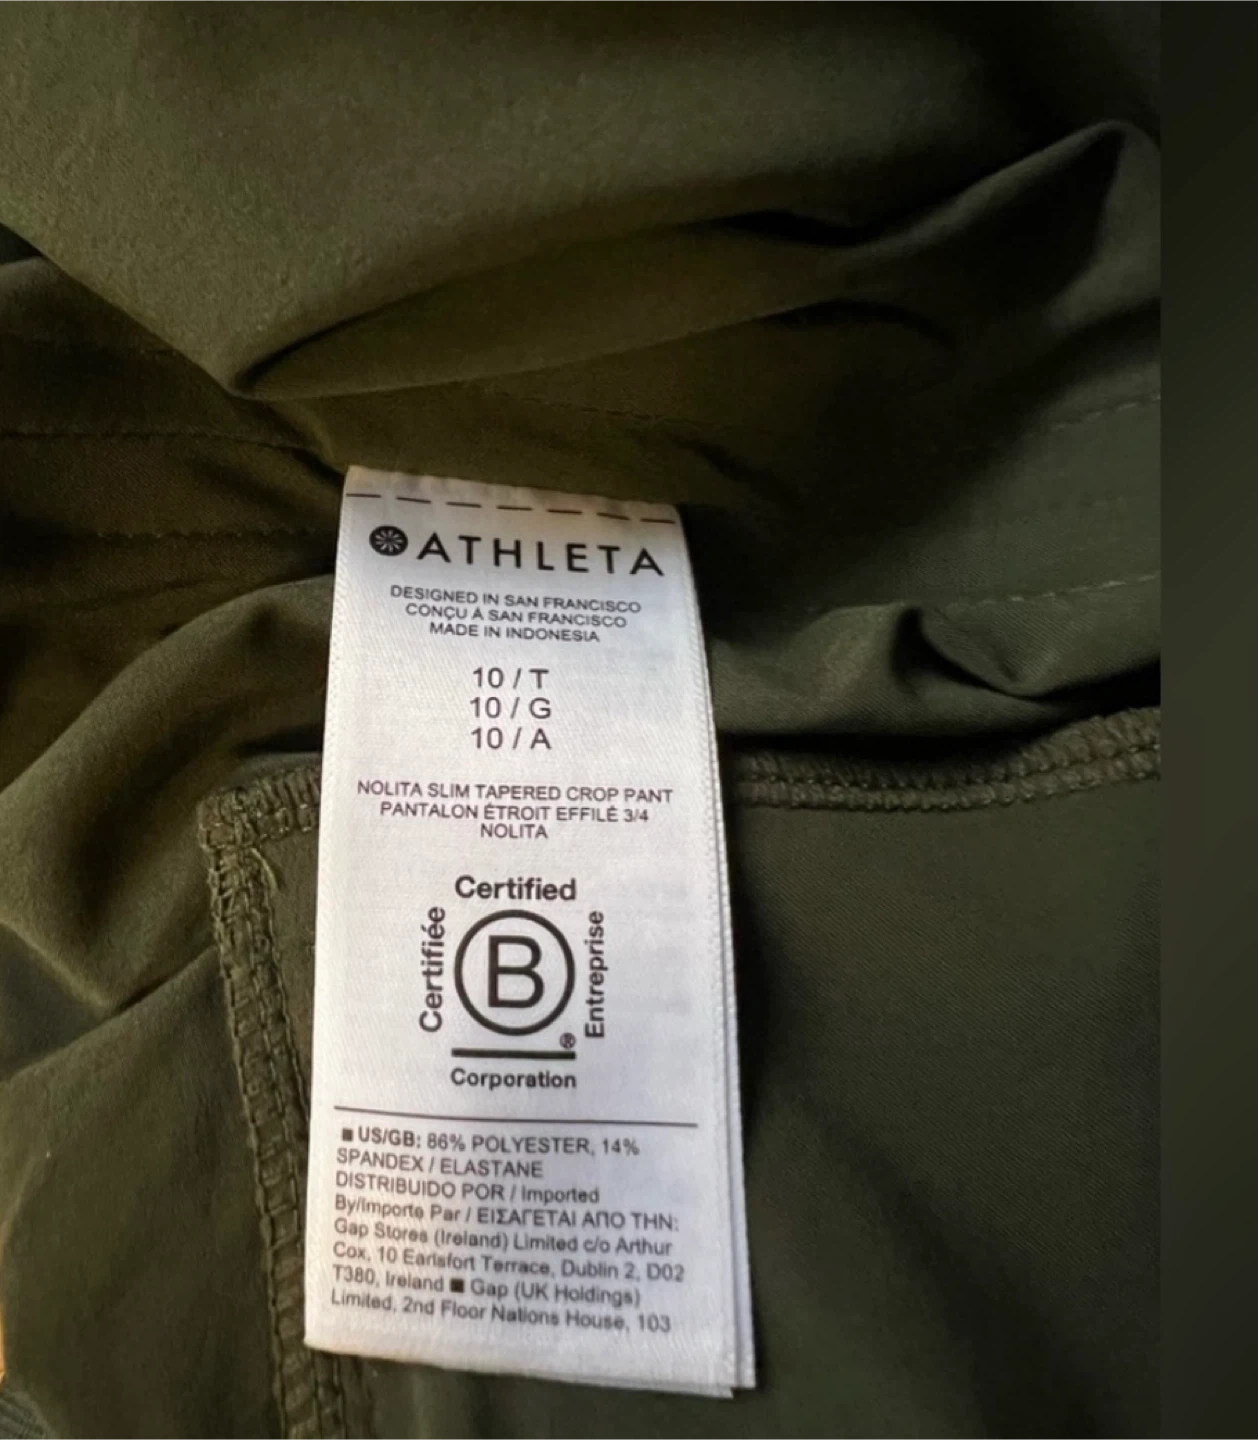 ATHLETA
DESIGNED IN SAN FRANCISCO
CONÇU À SAN FRANCISCO
MADE IN INDONESIA
10 / T
10 / G
10 / A
NOLITA SLIM TAPERED CROP PANT
PANTALON ÉTROIT EFFILÉ 3/4
NOLITA
Certified
Certifiée
B
Entreprise
®
Corporation
■ US/GB: 86% POLYESTER, 14%
SPANDEX / ELASTANE
DISTRIBUIDO POR / Imported
By/Importe Par / ΕΙΣΑΓΕΤΑΙ ΑΠΟ ΤΗΝ:
Gap Stores (Ireland) Limited c/o Arthur
Cox, 10 Earlsfort Terrace, Dublin 2, D02
T380, Ireland ■ Gap (UK Holdings)
Limited, 2nd Floor Nations House, 103